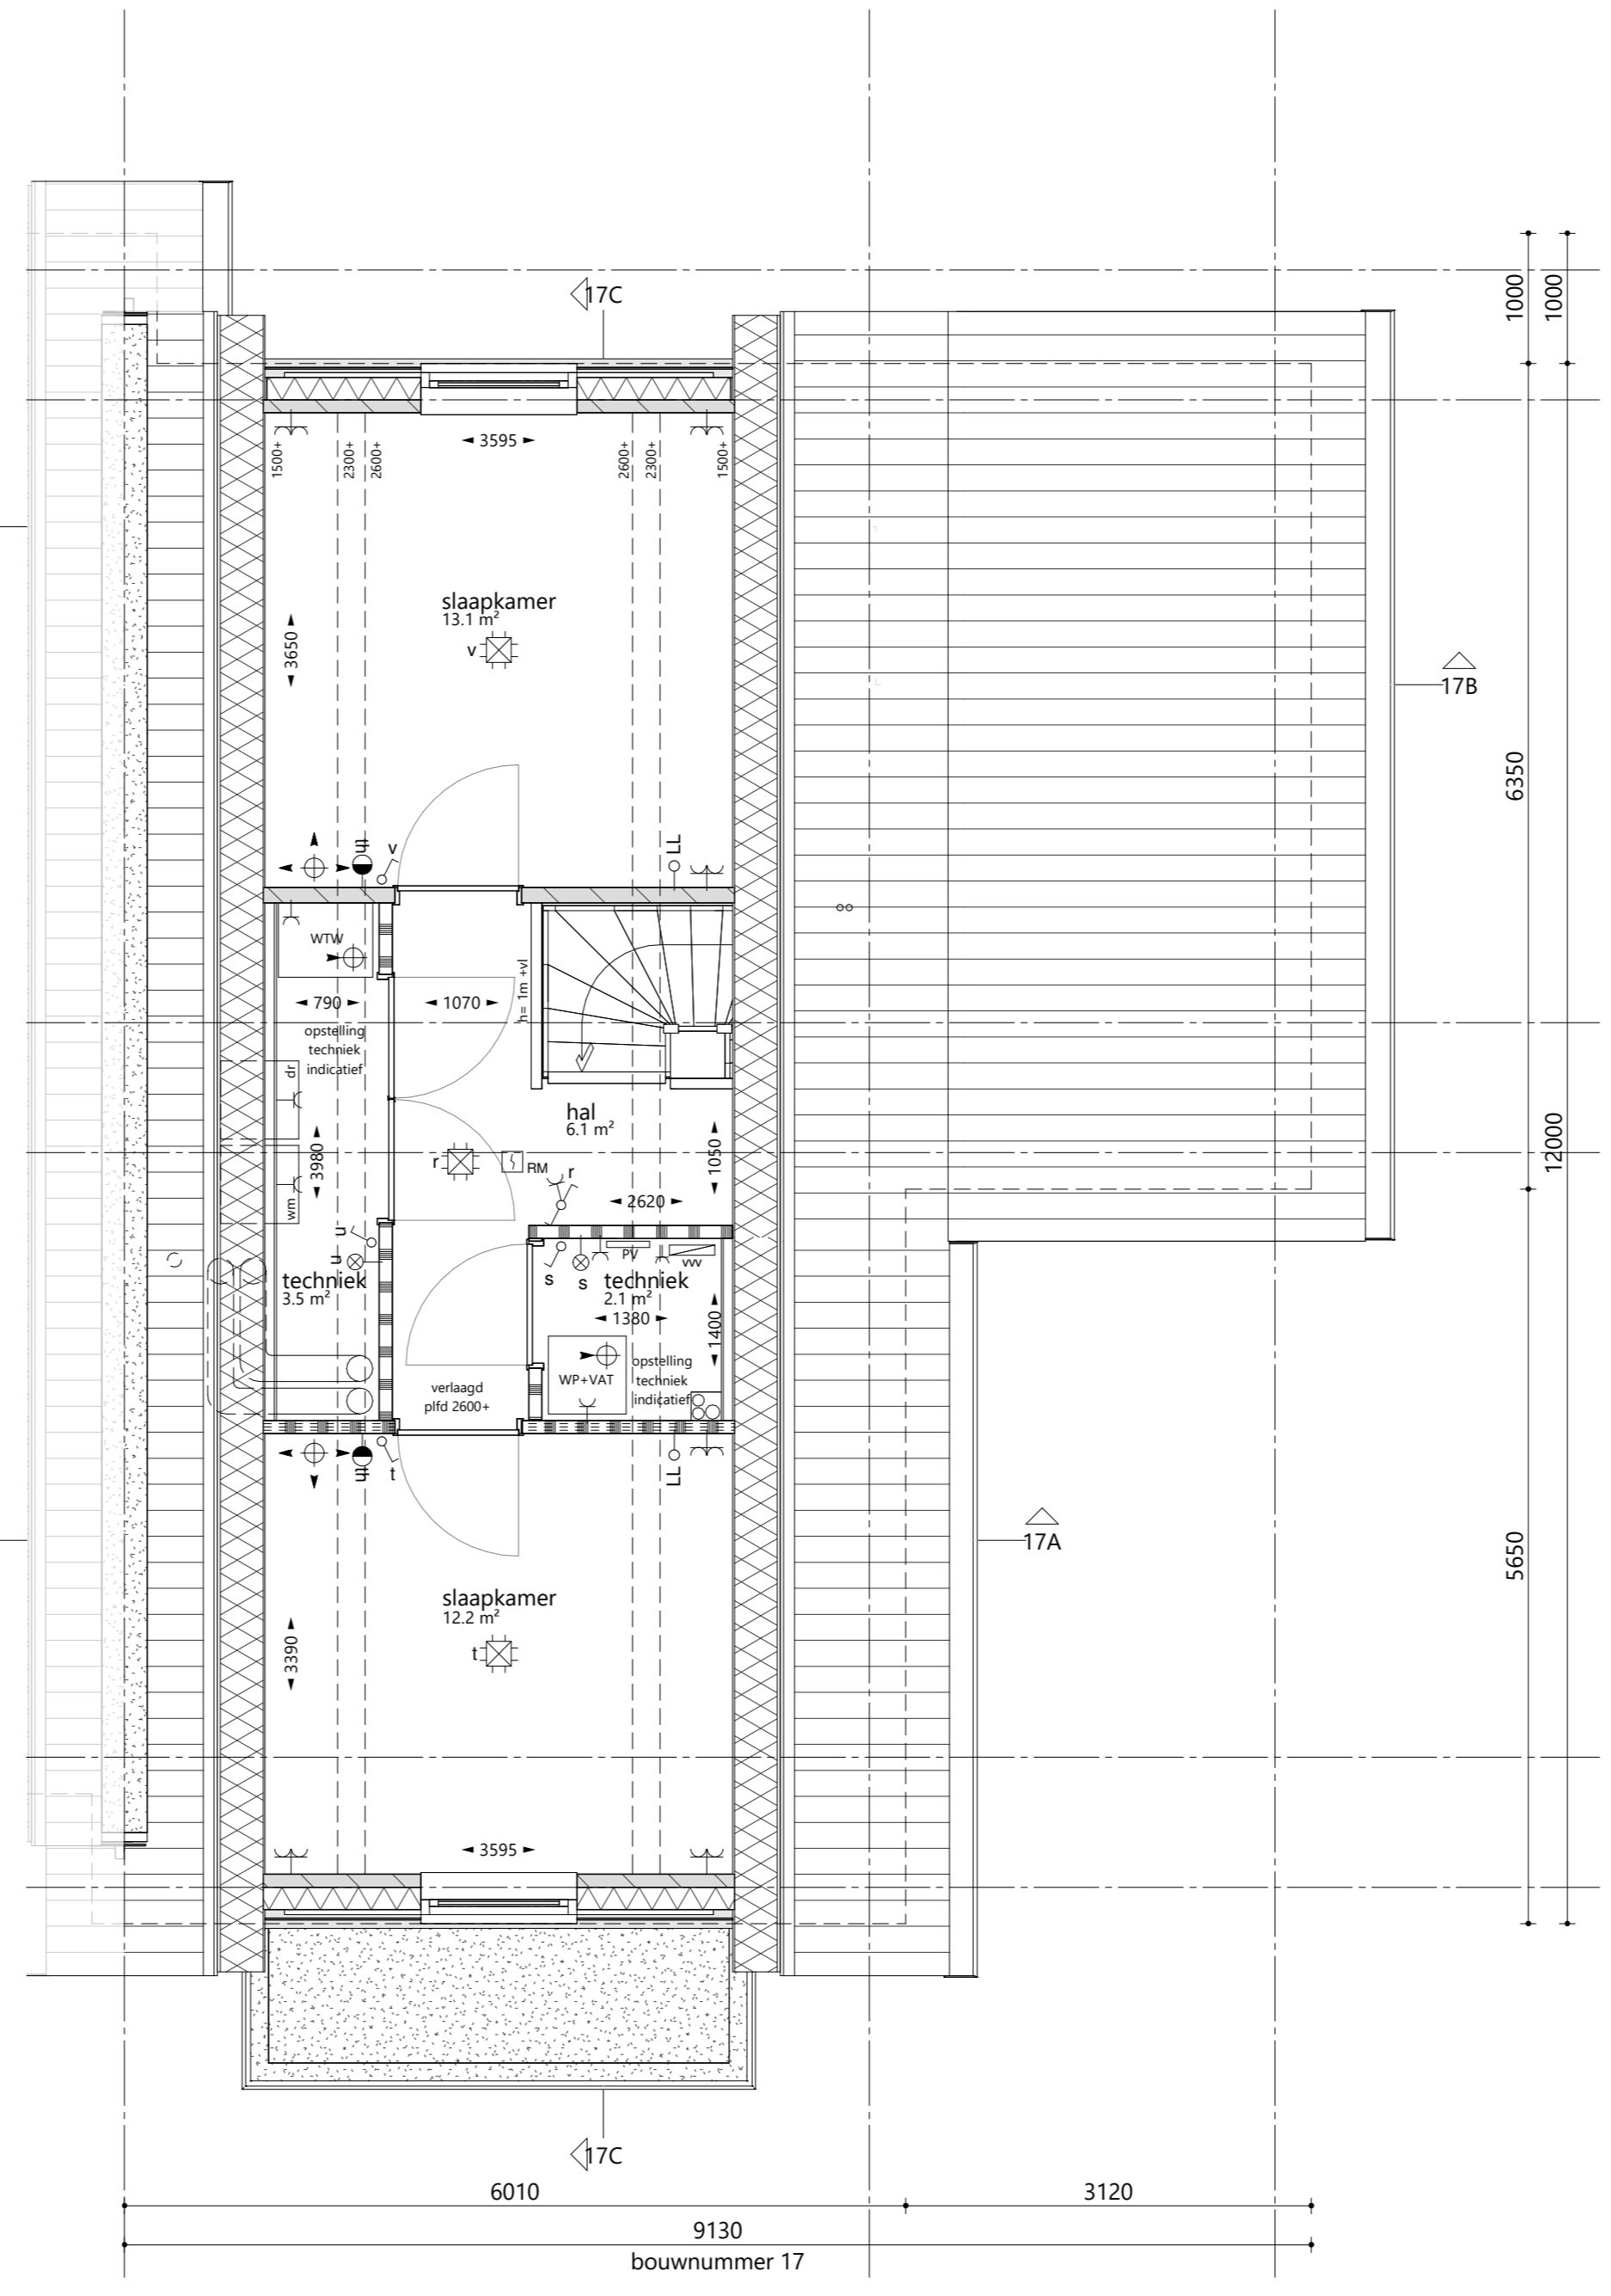 17C
1000
1000
3595
1500+
2300+
2600+
2600+
2300+
1500+
slaapkamer
13.1 m²
v
3650
17B
6350
th
v
LL
WTW
h= 1m +vl
790
1070
opstelling
techniek
indicatief
dr
hal
6.1 m²
3980
1050
12000
r
RM
r
wm
2620
n
n
s
s
PV
vvv
techniek
3.5 m²
techniek
2.1 m²
1380
1400
opstelling
techniek
indicatief
WP+VAT
verlaagd
plfd 2600+
th
t
LL
17A
5650
slaapkamer
12.2 m²
t
3390
3595
17C
6010
3120
9130
bouwnummer 17